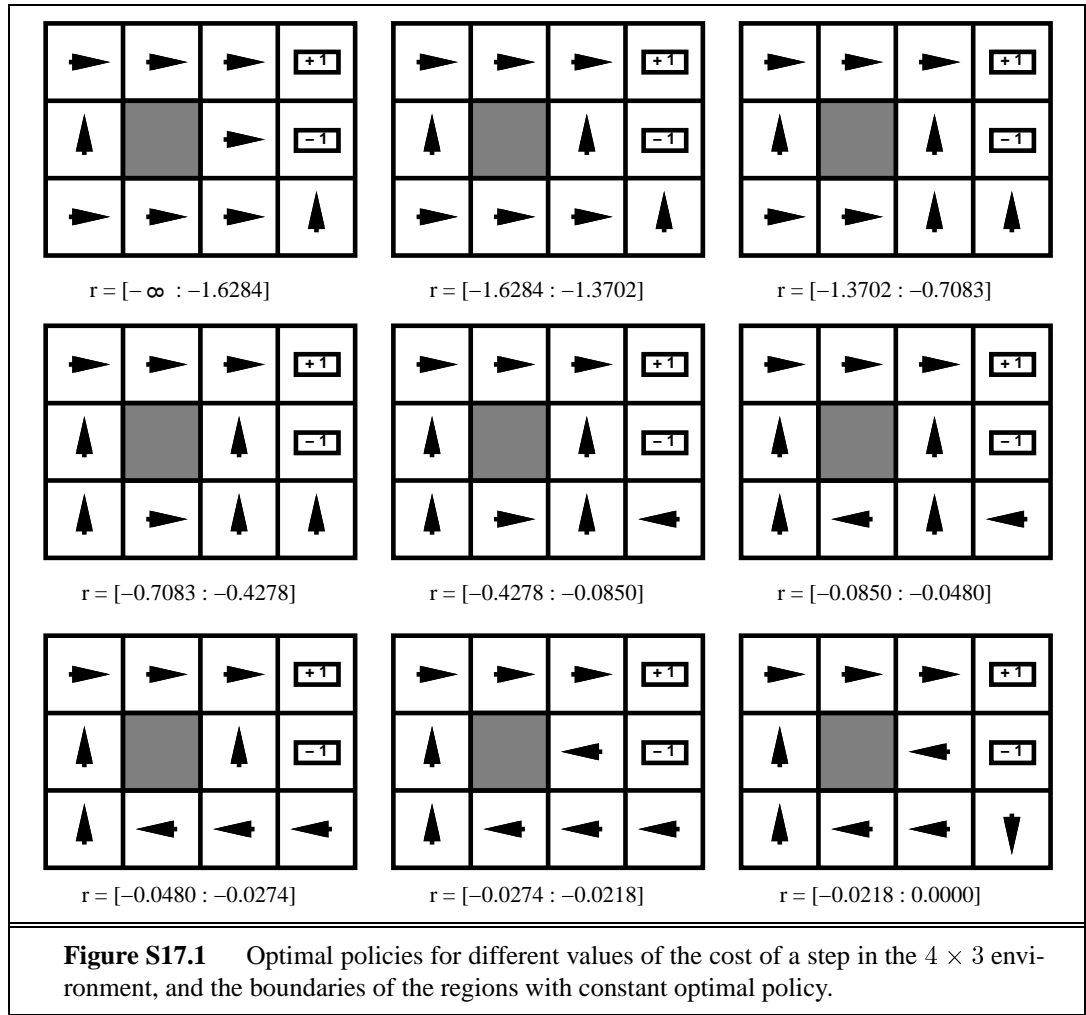 +1 +1 +1
−1 −1 −1
r = [−∞ : −1.6284] r = [−1.6284 : −1.3702] r = [−1.3702 : −0.7083]
+1 +1 +1
−1 −1 −1
r = [−0.7083 : −0.4278] r = [−0.4278 : −0.0850] r = [−0.0850 : −0.0480]
+1 +1 +1
−1 −1 −1
r = [−0.0480 : −0.0274] r = [−0.0274 : −0.0218] r = [−0.0218 : 0.0000]
Figure S17.1 Optimal policies for different values of the cost of a step in the 4 × 3 envi-
ronment, and the boundaries of the regions with constant optimal policy.